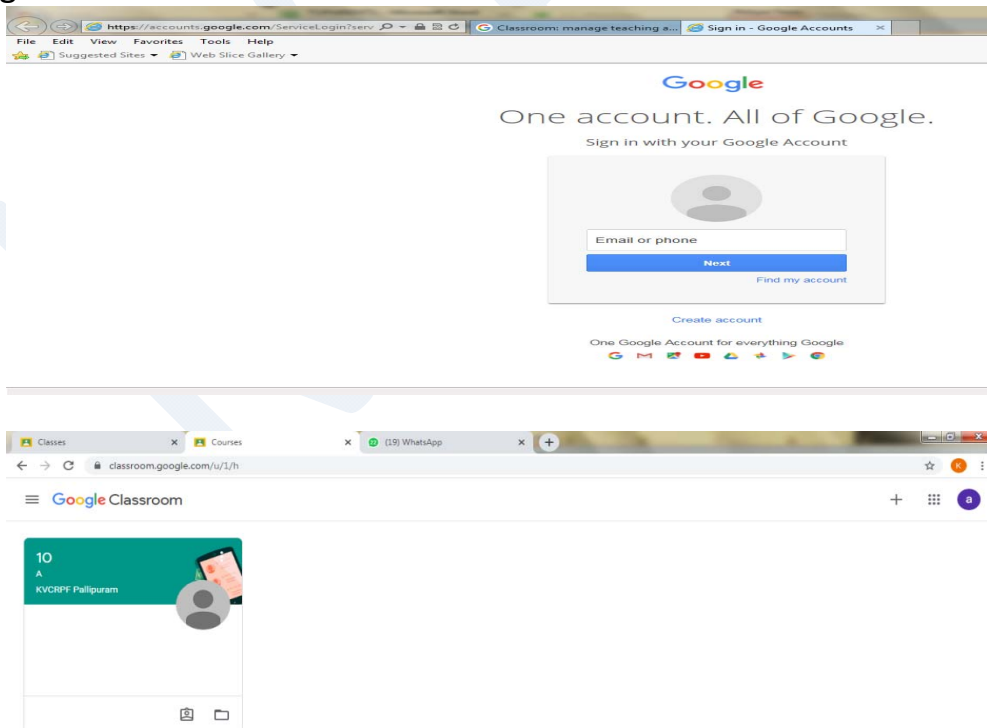 https://accounts.google.com/ServiceLogin?serv
Classroom: manage teaching a...
Sign in - Google Accounts
File Edit View Favorites Tools Help
Suggested Sites Web Slice Gallery
Google
One account. All of Google.
Sign in with your Google Account
Email or phone
Next
Find my account
Create account
One Google Account for everything Google
Classes Courses (19) WhatsApp
classroom.google.com/u/1/h
K
Google Classroom
a
10
A
KVCRPF Pallipuram